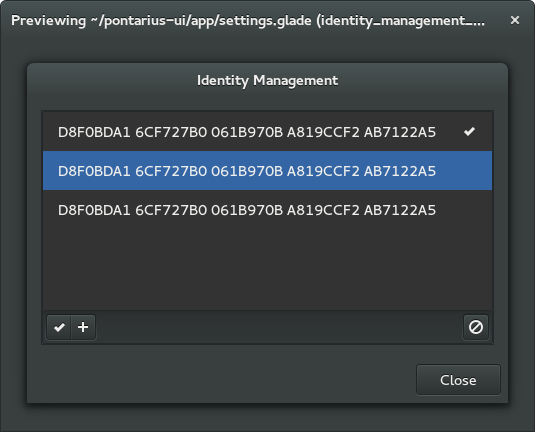 Previewing ~/pontarius-ui/app/settings.glade (identity_management_...
Identity Management
D8F0BDA1 6CF727B0 061B970B A819CCF2 AB7122A5
D8F0BDA1 6CF727B0 061B970B A819CCF2 AB7122A5
D8F0BDA1 6CF727B0 061B970B A819CCF2 AB7122A5
Close